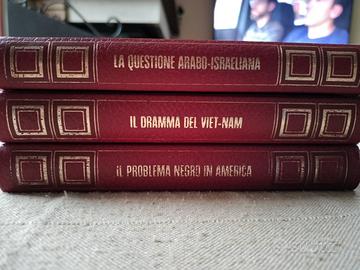 LA QUESTIONE ARABO-ISRAELIANA
IL DRAMMA DEL VIET-NAM
IL PROBLEMA NEGRO IN AMERICA